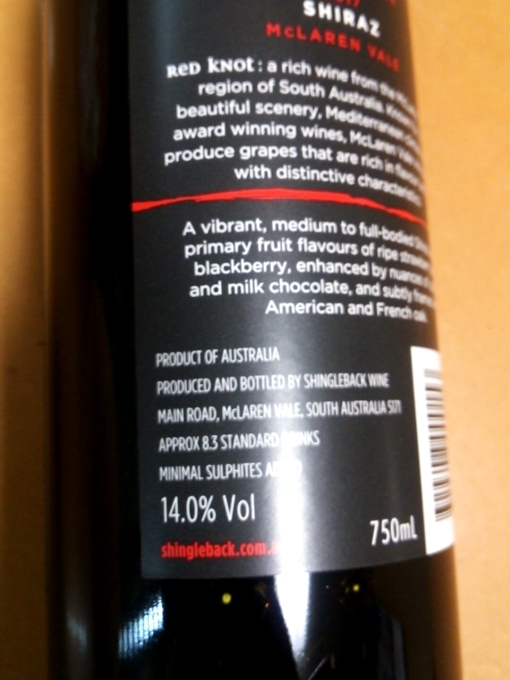 SHIRAZ
McLAREN VALE
RED KNOT: a rich wine from the
region of South Australia.
beautiful scenery, Mediterranean
award winning wines, McLaren
produce grapes that are rich in
with distinctive
A vibrant, medium to full-bodied
primary fruit flavours of ripe
blackberry, enhanced by nuances
and milk chocolate, and subtly
American and French oak.
PRODUCT OF AUSTRALIA
PRODUCED AND BOTTLED BY SHINGLEBACK WINE
MAIN ROAD, McLAREN VALE, SOUTH AUSTRALIA 5171
APPROX 8.3 STANDARD
MINIMAL SULPHITES
14.0% Vol
750mL
shingleback.com.